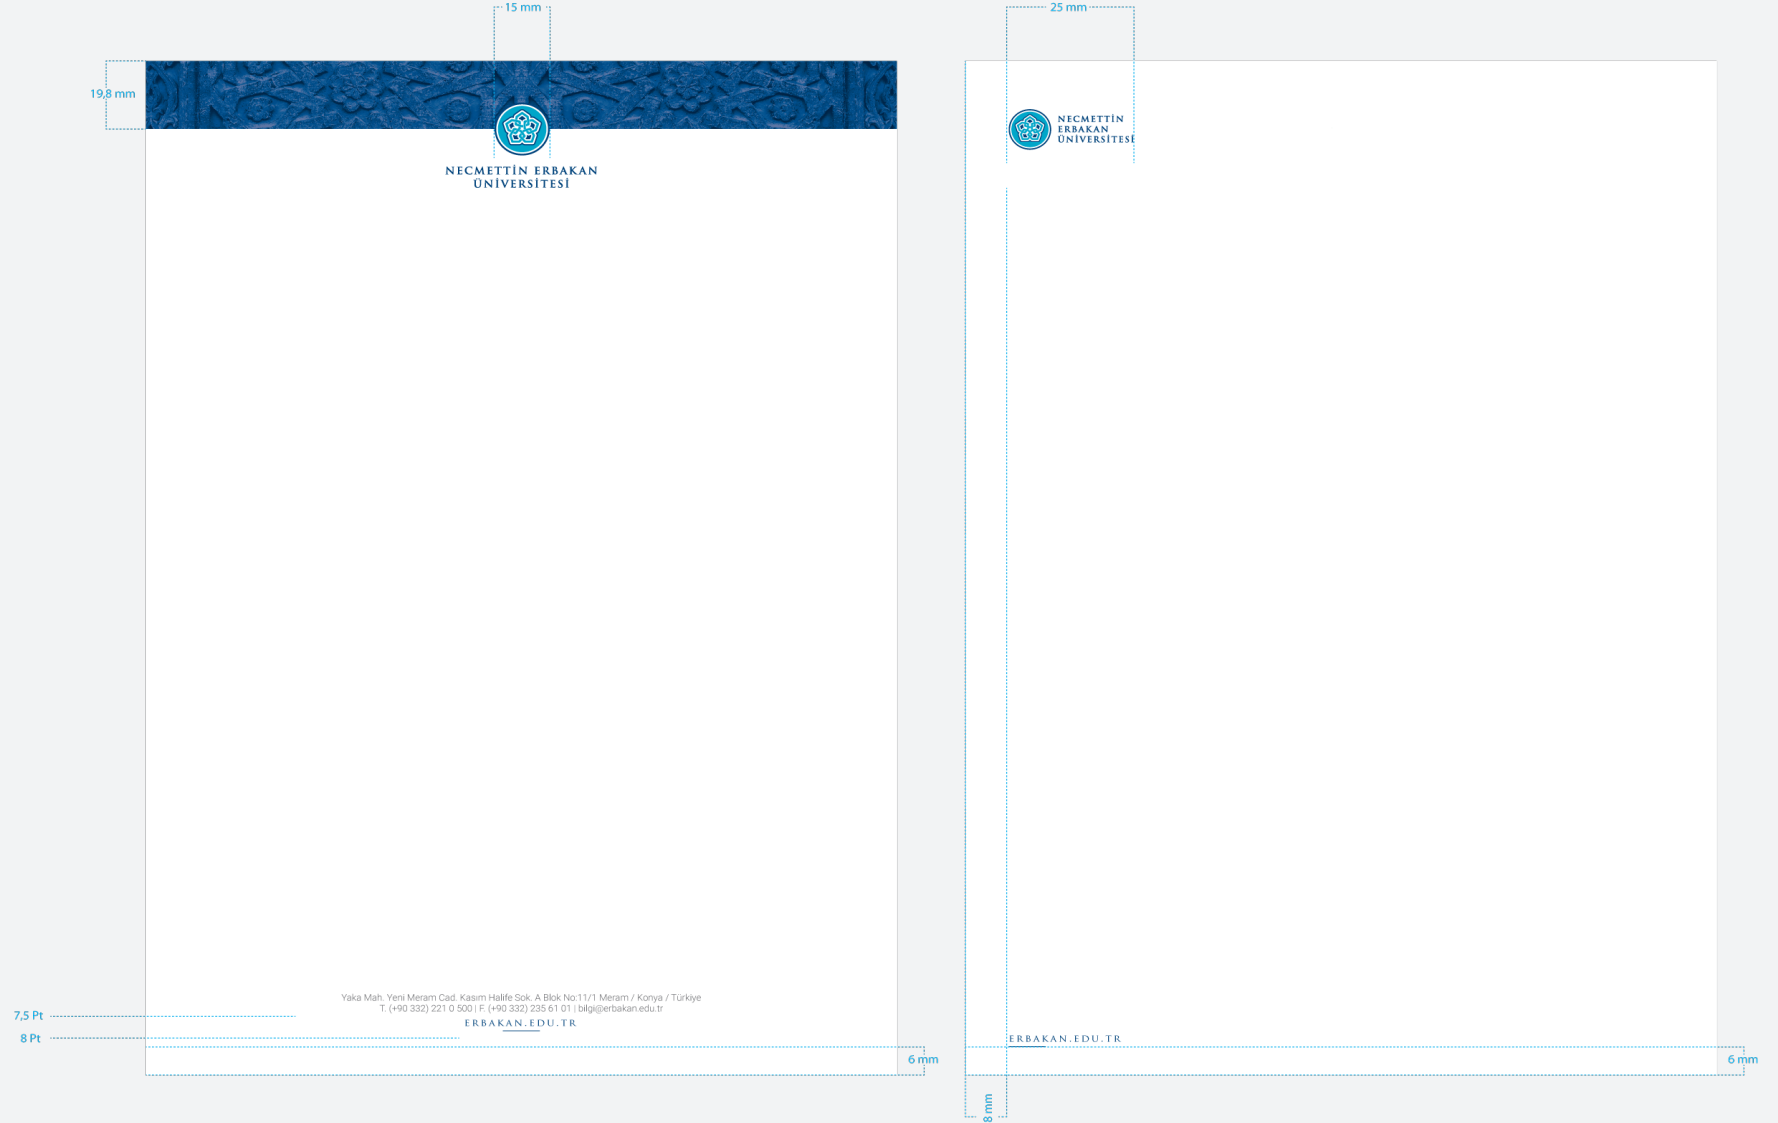 15 mm
25 mm
19,8 mm
NECMETTİN ERBAKAN
ÜNİVERSİTESİ
NECMETTİN
ERBAKAN
ÜNİVERSİTESİ
Yaka Mah. Yeni Meram Cad. Kasım Halife Sok. A Blok No:11/1 Meram / Konya / Türkiye
T. (+90 332) 221 0 500 | F. (+90 332) 235 61 01 | bilgi@erbakan.edu.tr
ERBAKAN.EDU.TR
7,5 Pt
8 Pt
6 mm
ERBAKAN.EDU.TR
6 mm
8 mm